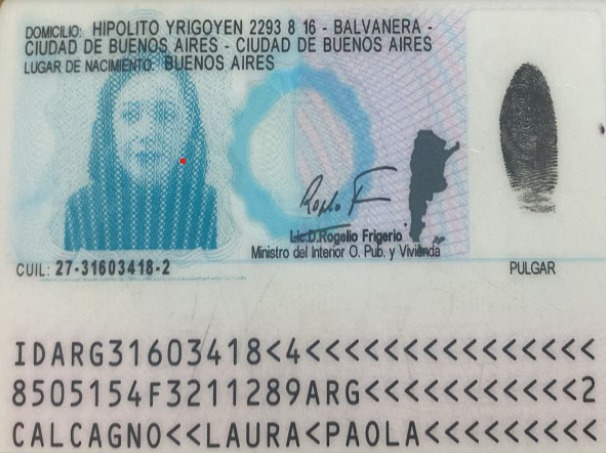 DOMICILIO: HIPOLITO YRIGOYEN 2293 8 16 - BALVANERA -
CIUDAD DE BUENOS AIRES - CIUDAD DE BUENOS AIRES
LUGAR DE NACIMIENTO: BUENOS AIRES
Lic.D.Rogelio Frigerio
Ministro del Interior O. Pub. y Vivienda
CUIL: 27-31603418-2
PULGAR
IDARG31603418<4<<<<<<<<<<<<<<<
8505154F3211289ARG<<<<<<<<<<<2
CALCAGNO<<LAURA<PAOLA<<<<<<<<<